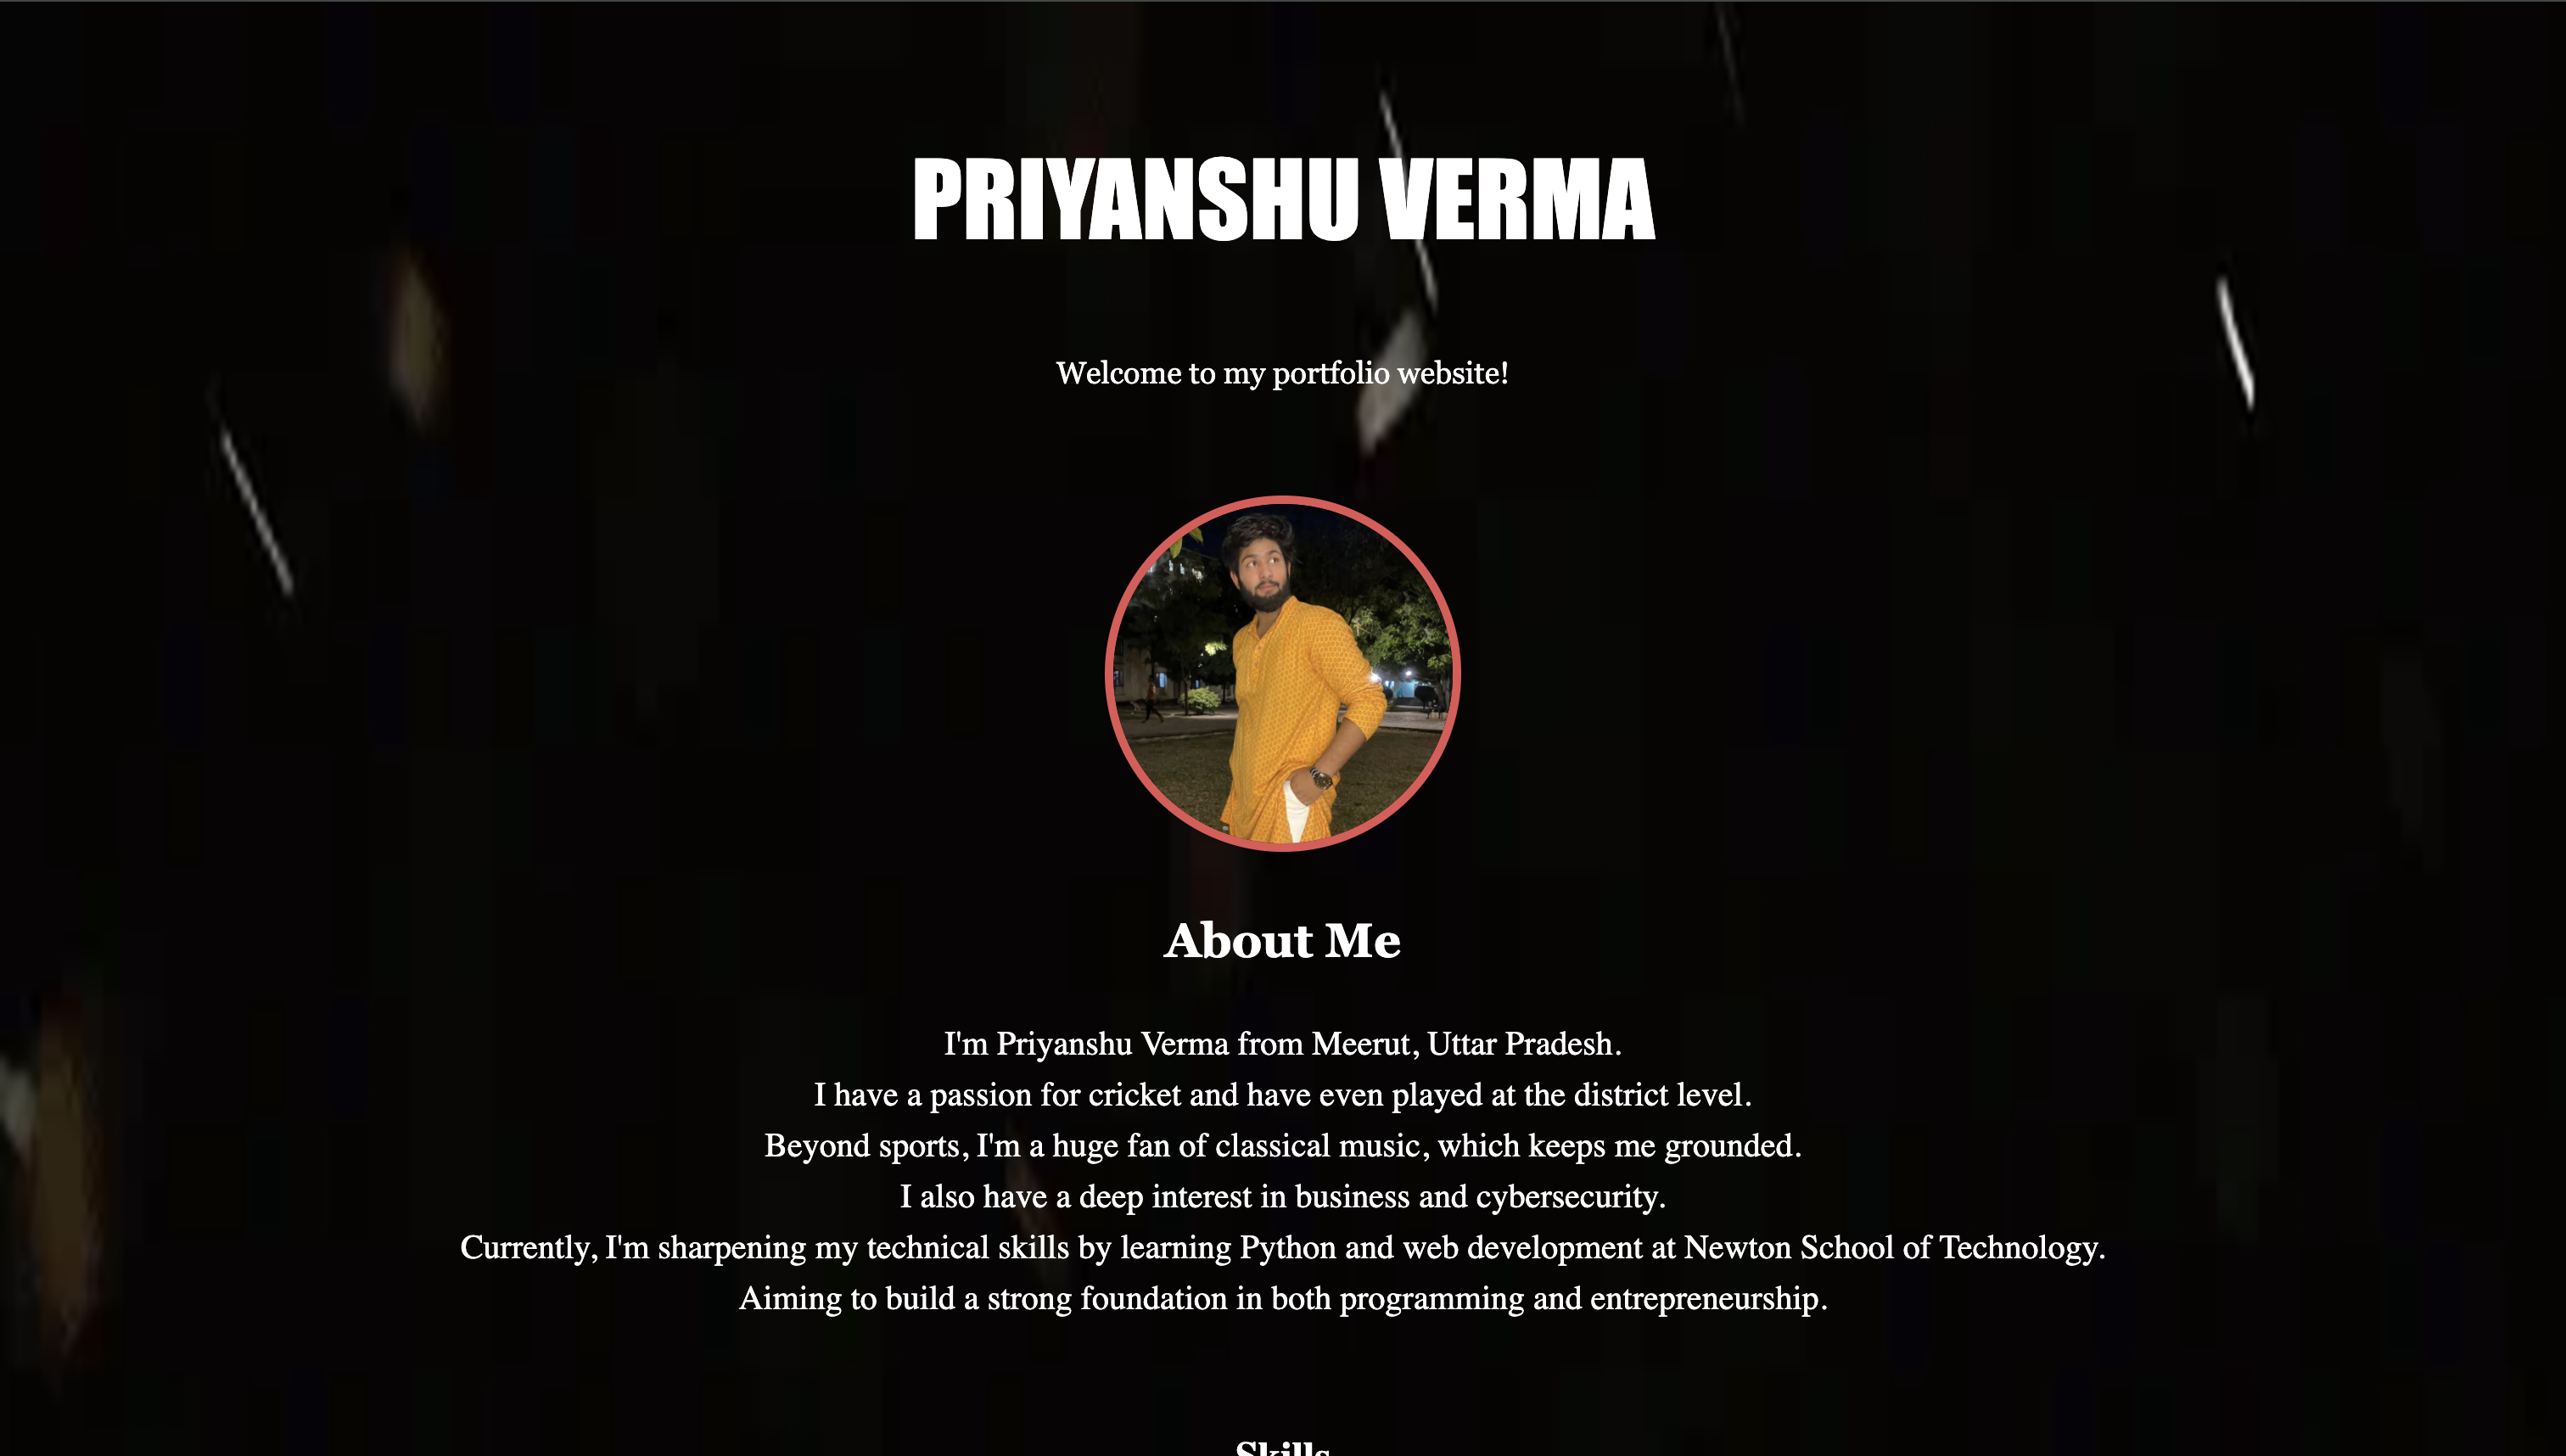 PRIYANSHU VERMA
Welcome to my portfolio website!
About Me
I'm Priyanshu Verma from Meerut, Uttar Pradesh.
I have a passion for cricket and have even played at the district level.
Beyond sports, I'm a huge fan of classical music, which keeps me grounded.
I also have a deep interest in business and cybersecurity.
Currently, I'm sharpening my technical skills by learning Python and web development at Newton School of Technology.
Aiming to build a strong foundation in both programming and entrepreneurship.
Skills